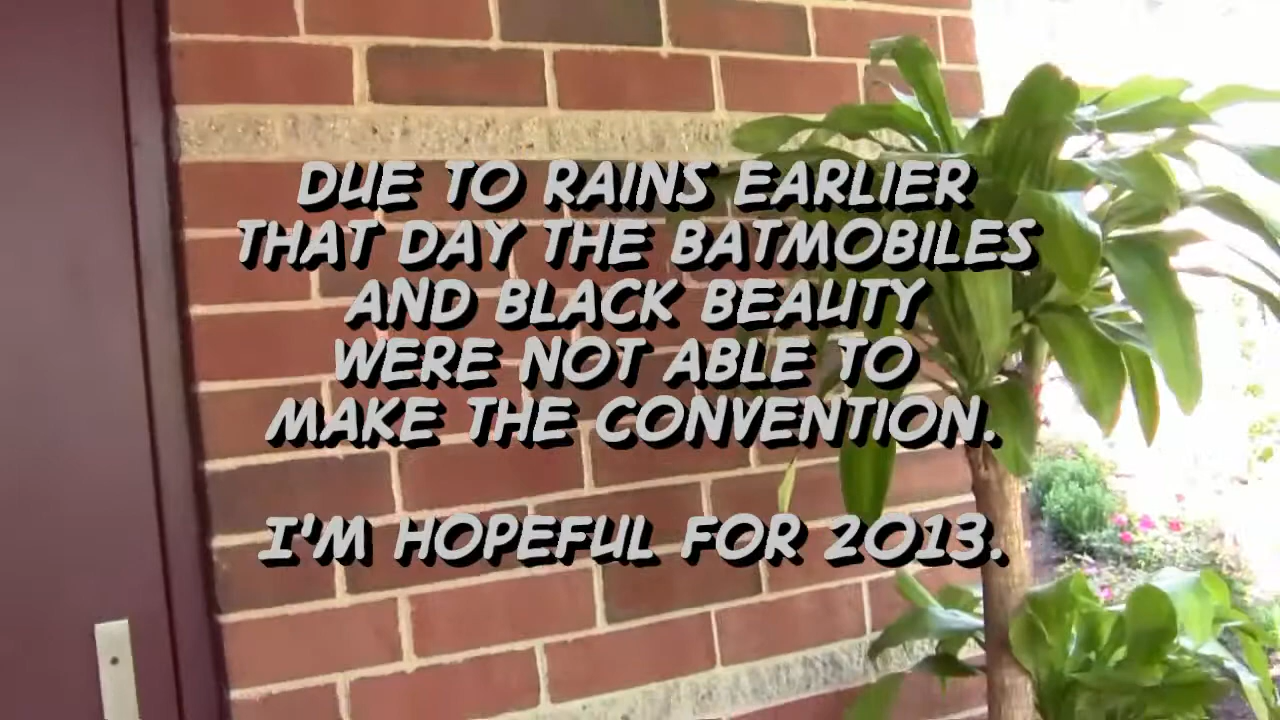 DUE TO RAINS EARLIER
THAT DAY THE BATMOBILES
AND BLACK BEAUTY
WERE NOT ABLE TO
MAKE THE CONVENTION.
I'M HOPEFUL FOR 2013.